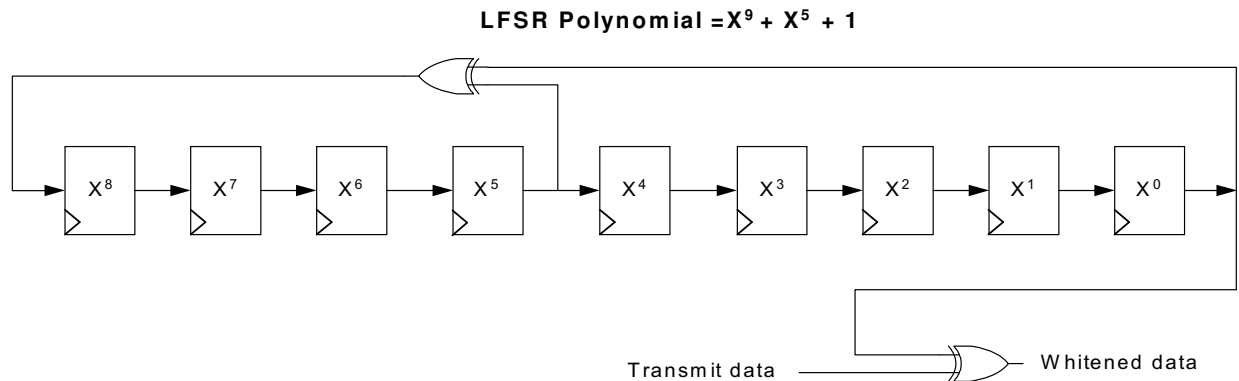 LFSR Polynomial =X⁹ + X⁵ + 1
X⁸ X⁷ X⁶ X⁵ X⁴ X³ X² X¹ X⁰
Transmit data
Whitened data